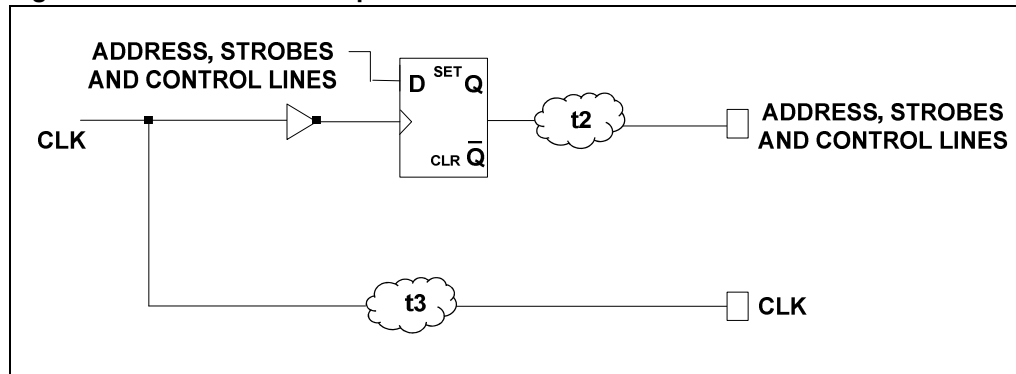 ADDRESS, STROBES
AND CONTROL LINES
D SET Q
CLR Q̅
CLK
t2
ADDRESS, STROBES
AND CONTROL LINES
t3
CLK